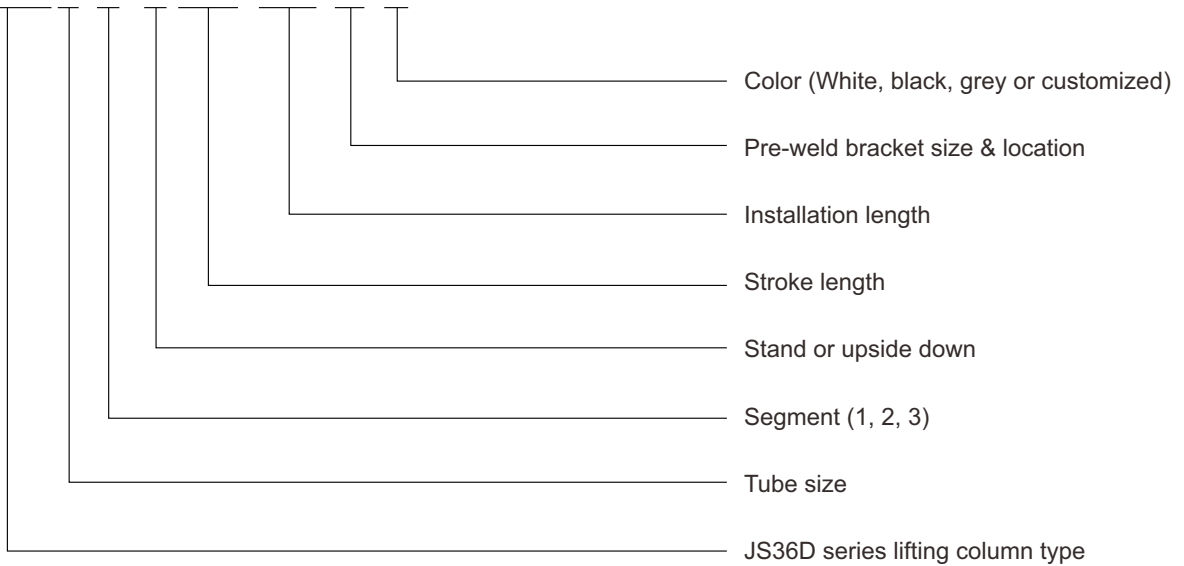 Color (White, black, grey or customized)
Pre-weld bracket size & location
Installation length
Stroke length
Stand or upside down
Segment (1, 2, 3)
Tube size
JS36D series lifting column type